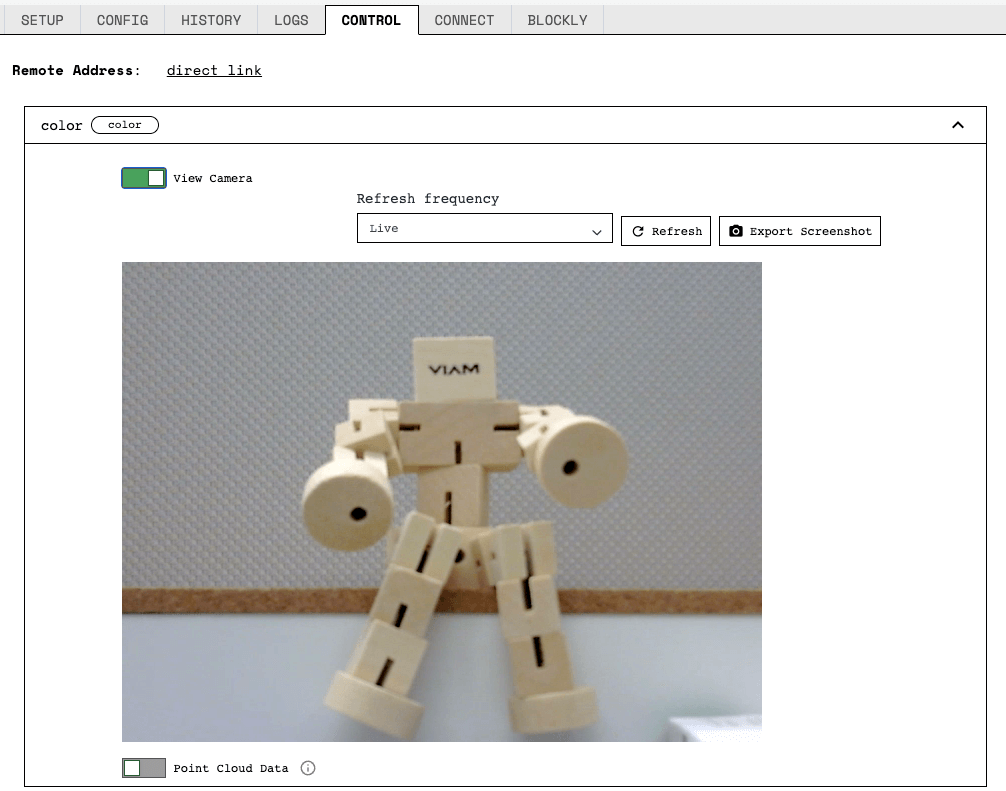 SETUP CONFIG HISTORY LOGS CONTROL CONNECT BLOCKLY
Remote Address: direct link
color color
View Camera
Refresh frequency
Live Refresh Export Screenshot
VIAM
Point Cloud Data